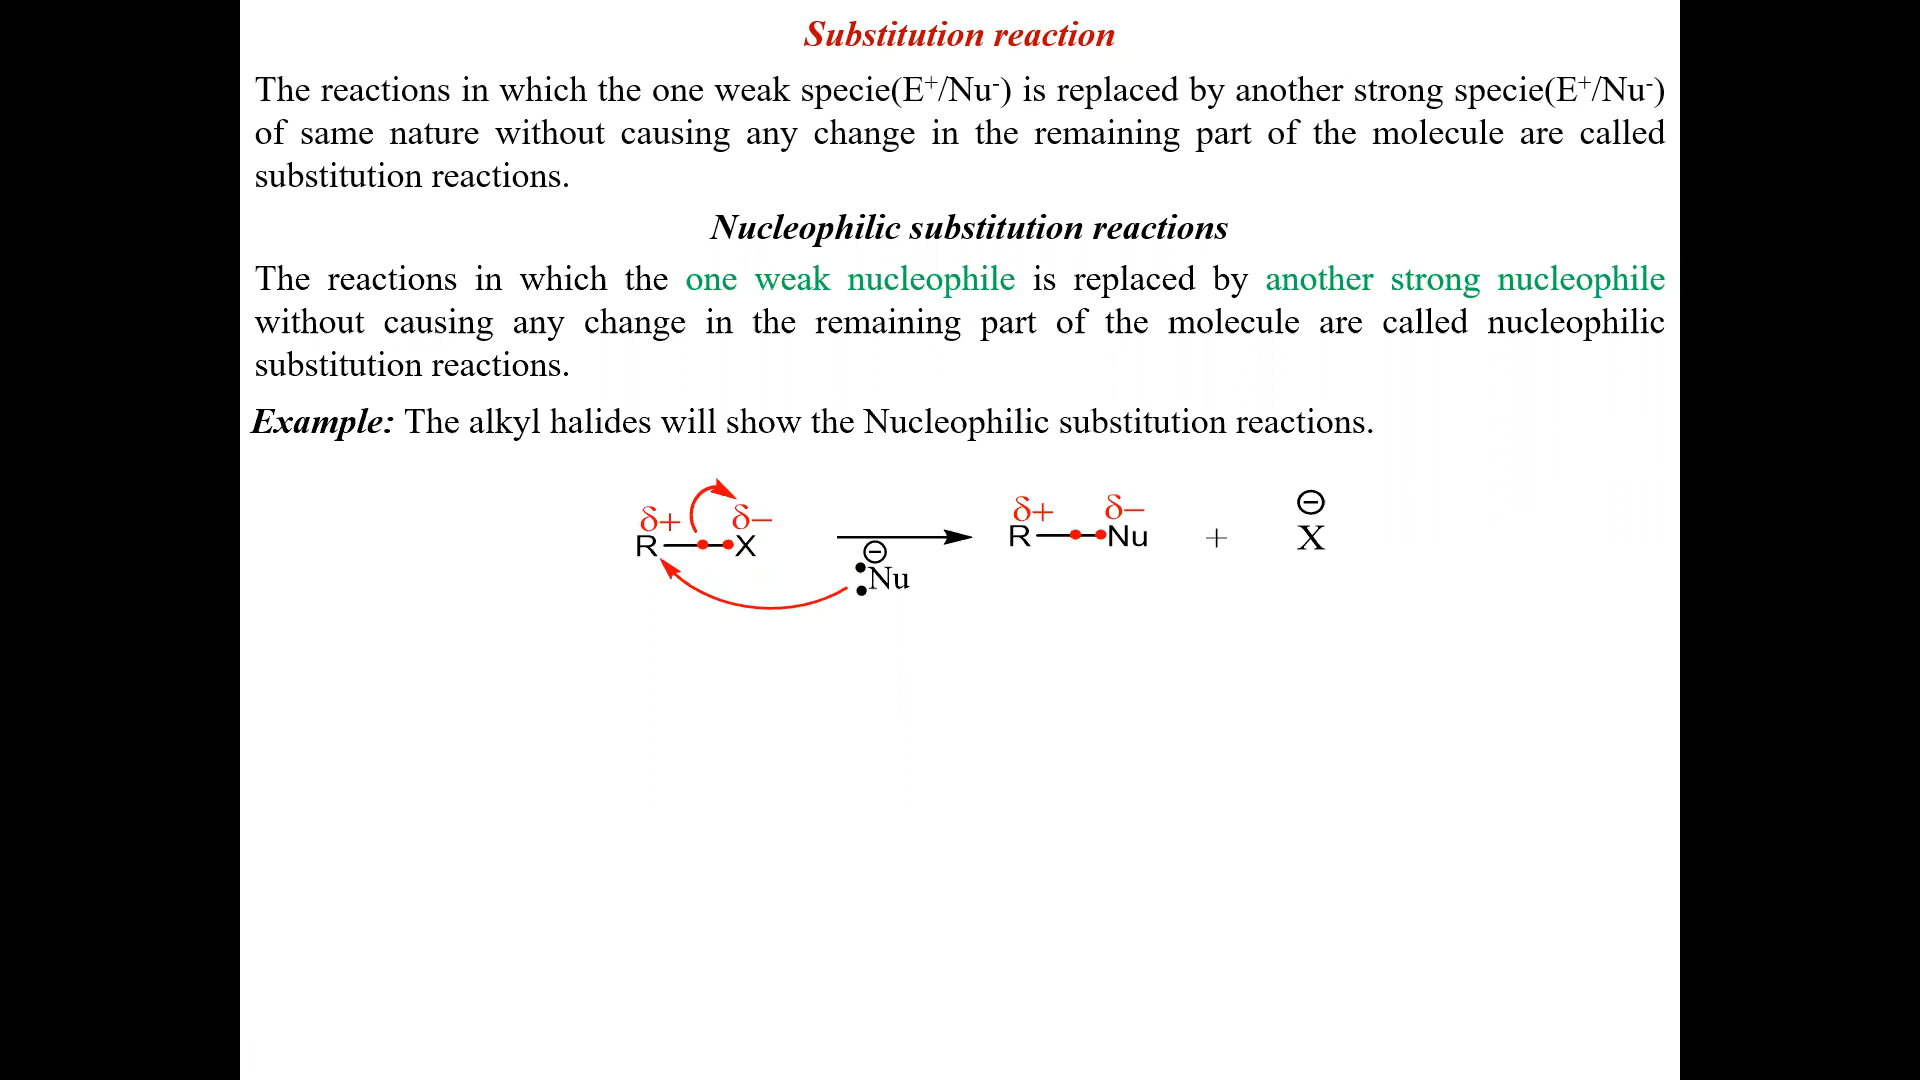 Substitution reaction
The reactions in which the one weak specie(E⁺/Nu⁻) is replaced by another strong specie(E⁺/Nu⁻)
of same nature without causing any change in the remaining part of the molecule are called
substitution reactions.
Nucleophilic substitution reactions
The reactions in which the one weak nucleophile is replaced by another strong nucleophile
without causing any change in the remaining part of the molecule are called nucleophilic
substitution reactions.
Example: The alkyl halides will show the Nucleophilic substitution reactions.
δ+ δ− δ+ δ− ⊖
R X R Nu + X
⊖
:Nu